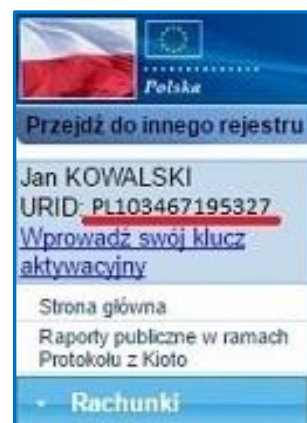 Polska
Przejdź do innego rejestru
Jan KOWALSKI
URID: PL103467195327
Wprowadź swój klucz
aktywacyjny
Strona główna
Raporty publiczne w ramach
Protokołu z Kioto
Rachunki